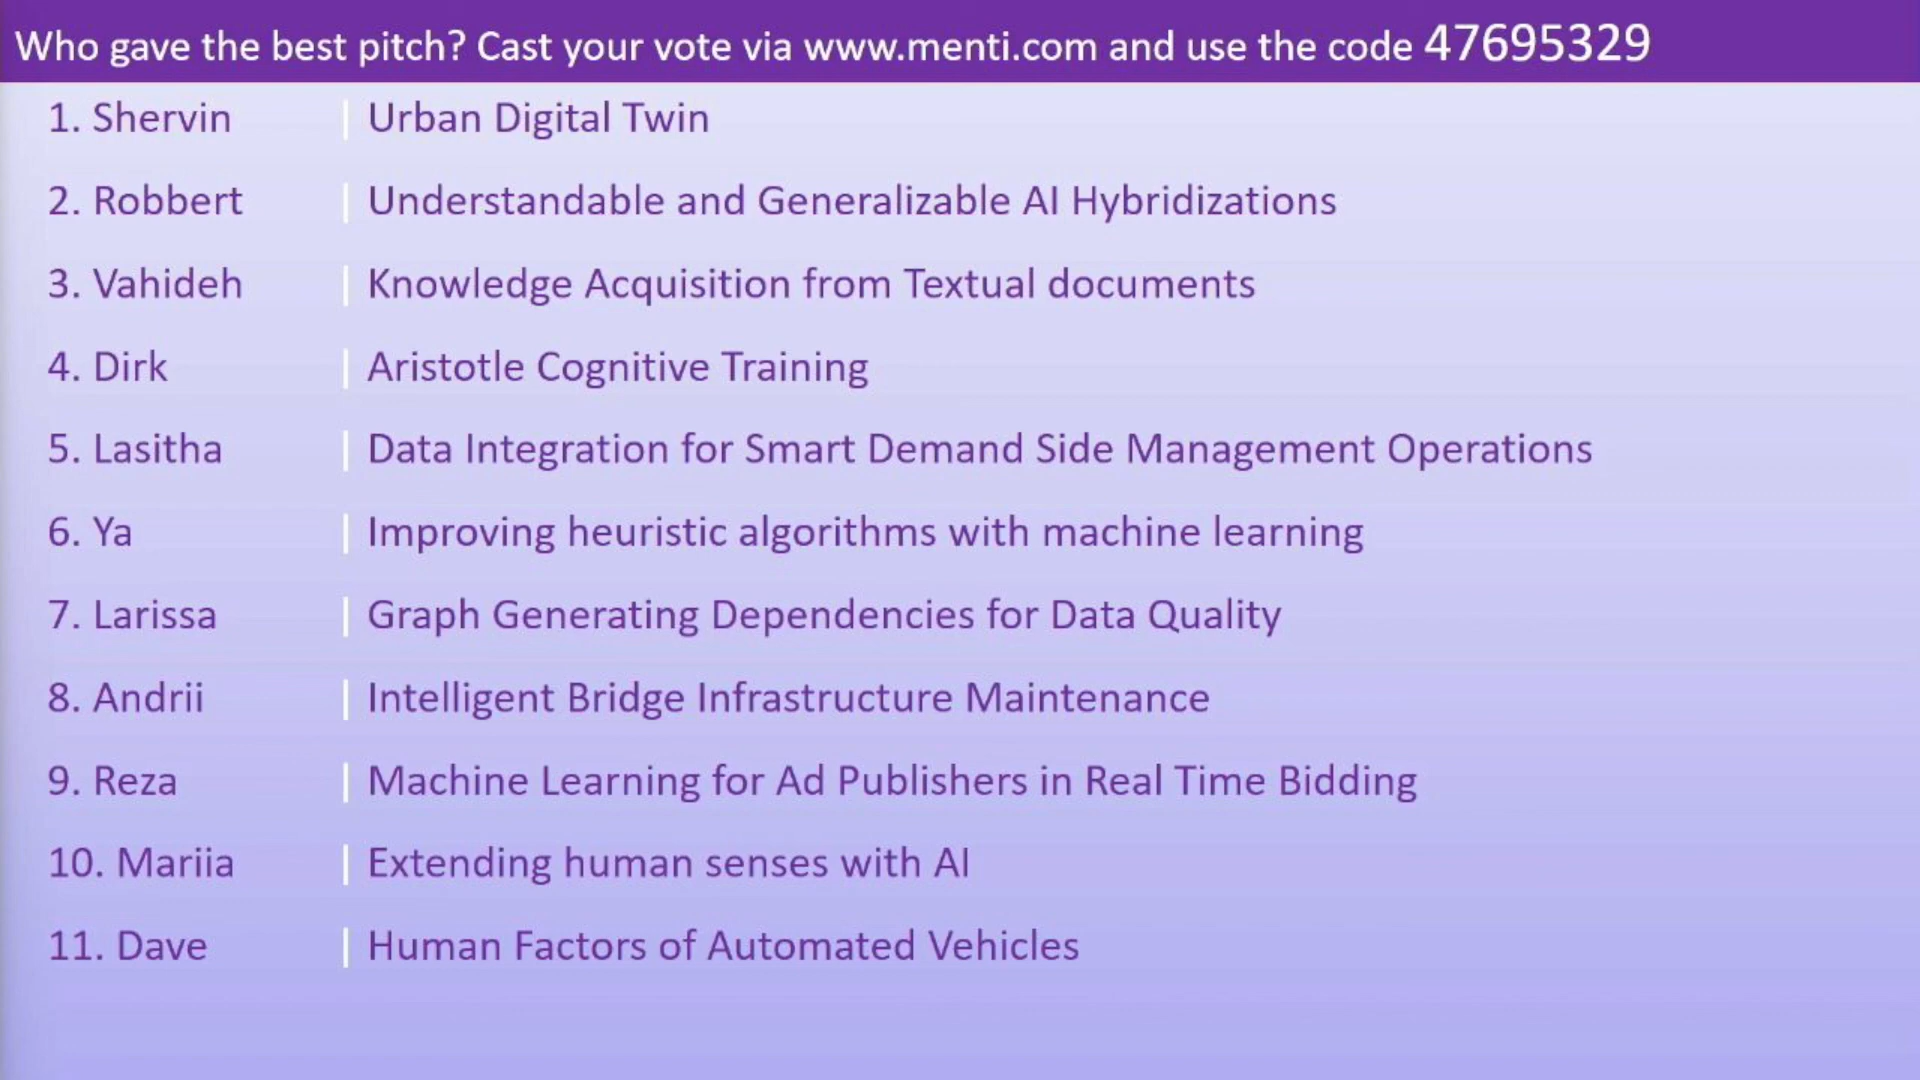 Who gave the best pitch? Cast your vote via www.menti.com and use the code 47695329
1. Shervin | Urban Digital Twin
2. Robbert | Understandable and Generalizable AI Hybridizations
3. Vahideh | Knowledge Acquisition from Textual documents
4. Dirk | Aristotle Cognitive Training
5. Lasitha | Data Integration for Smart Demand Side Management Operations
6. Ya | Improving heuristic algorithms with machine learning
7. Larissa | Graph Generating Dependencies for Data Quality
8. Andrii | Intelligent Bridge Infrastructure Maintenance
9. Reza | Machine Learning for Ad Publishers in Real Time Bidding
10. Mariia | Extending human senses with AI
11. Dave | Human Factors of Automated Vehicles